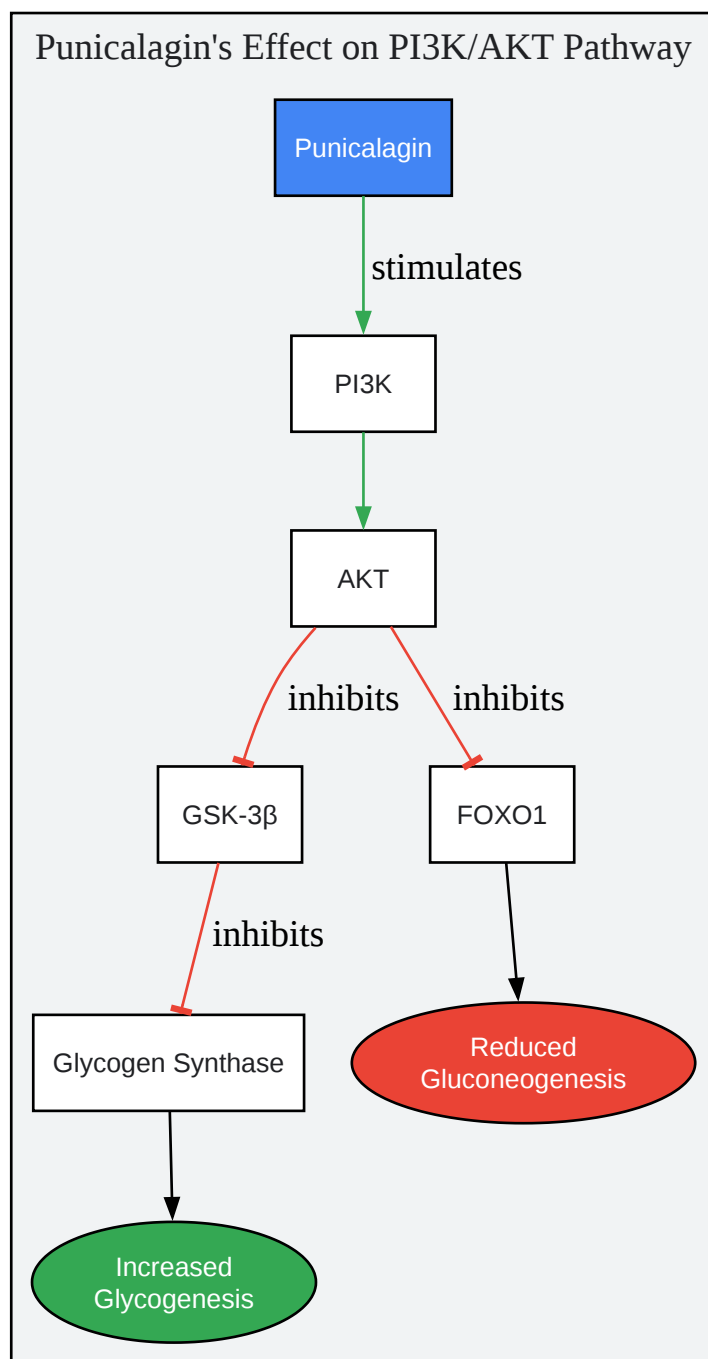 Punicalagin's Effect on PI3K/AKT Pathway
Punicalagin
stimulates
PI3K
AKT
inhibits
inhibits
GSK-3β
FOXO1
inhibits
Glycogen Synthase
Reduced
Gluconeogenesis
Increased
Glycogenesis